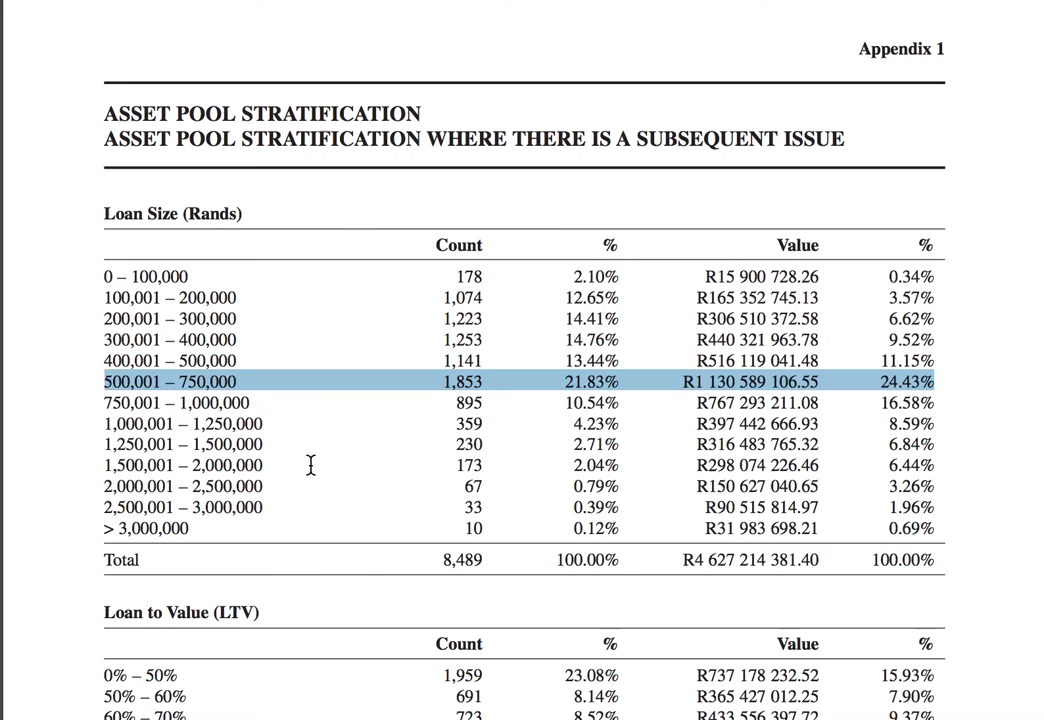 Appendix 1
ASSET POOL STRATIFICATION
ASSET POOL STRATIFICATION WHERE THERE IS A SUBSEQUENT ISSUE
Loan Size (Rands)
Count % Value %
0 – 100,000 178 2.10% R15 900 728.26 0.34%
100,001 – 200,000 1,074 12.65% R165 352 745.13 3.57%
200,001 – 300,000 1,223 14.41% R306 510 372.58 6.62%
300,001 – 400,000 1,253 14.76% R440 321 963.78 9.52%
400,001 – 500,000 1,141 13.44% R516 119 041.48 11.15%
500,001 – 750,000 1,853 21.83% R1 130 589 106.55 24.43%
750,001 – 1,000,000 895 10.54% R767 293 211.08 16.58%
1,000,001 – 1,250,000 359 4.23% R397 442 666.93 8.59%
1,250,001 – 1,500,000 230 2.71% R316 483 765.32 6.84%
1,500,001 – 2,000,000 173 2.04% R298 074 226.46 6.44%
2,000,001 – 2,500,000 67 0.79% R150 627 040.65 3.26%
2,500,001 – 3,000,000 33 0.39% R90 515 814.97 1.96%
> 3,000,000 10 0.12% R31 983 698.21 0.69%
Total 8,489 100.00% R4 627 214 381.40 100.00%
Loan to Value (LTV)
Count % Value %
0% – 50% 1,959 23.08% R737 178 232.52 15.93%
50% – 60% 691 8.14% R365 427 012.25 7.90%
60% – 70% 723 8.52% R433 556 397.72 9.37%